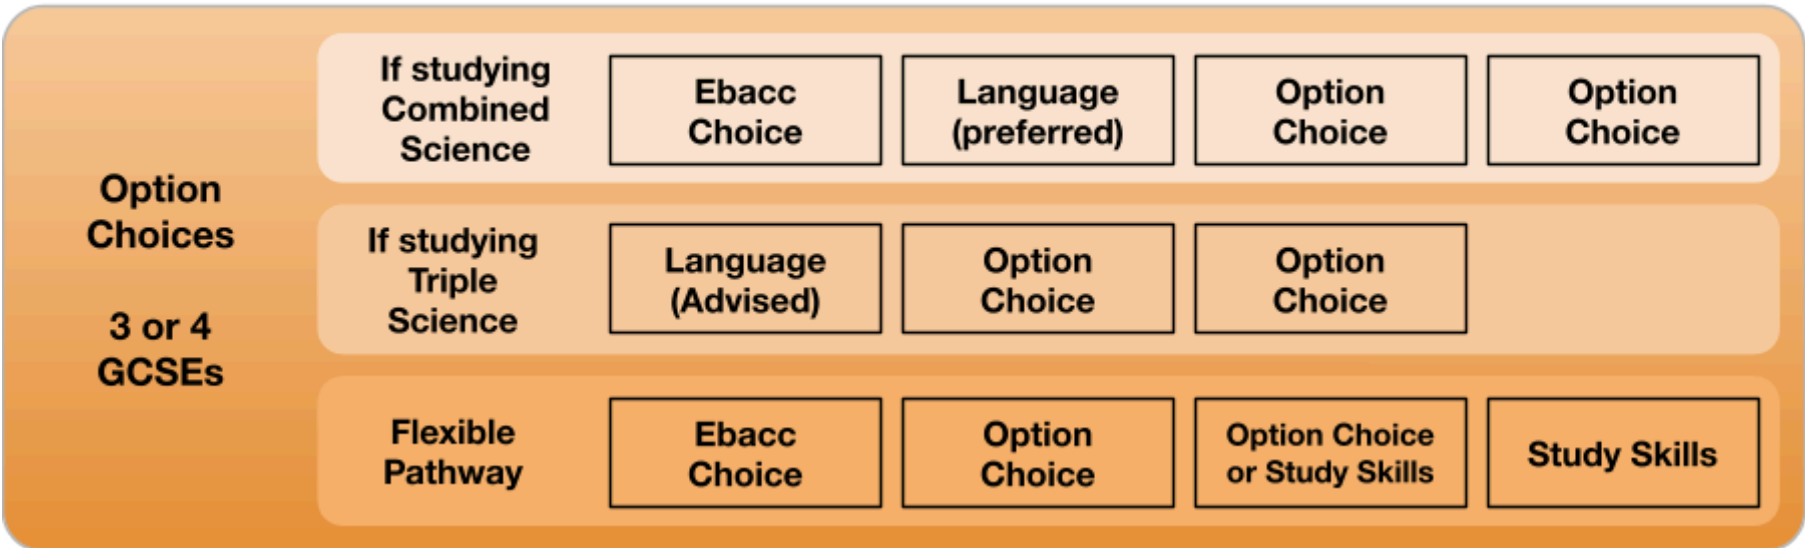 Option
Choices
3 or 4
GCSEs
If studying
Combined
Science
Ebacc
Choice
Language
(preferred)
Option
Choice
Option
Choice
If studying
Triple
Science
Language
(Advised)
Option
Choice
Option
Choice
Flexible
Pathway
Ebacc
Choice
Option
Choice
Option Choice
or Study Skills
Study Skills